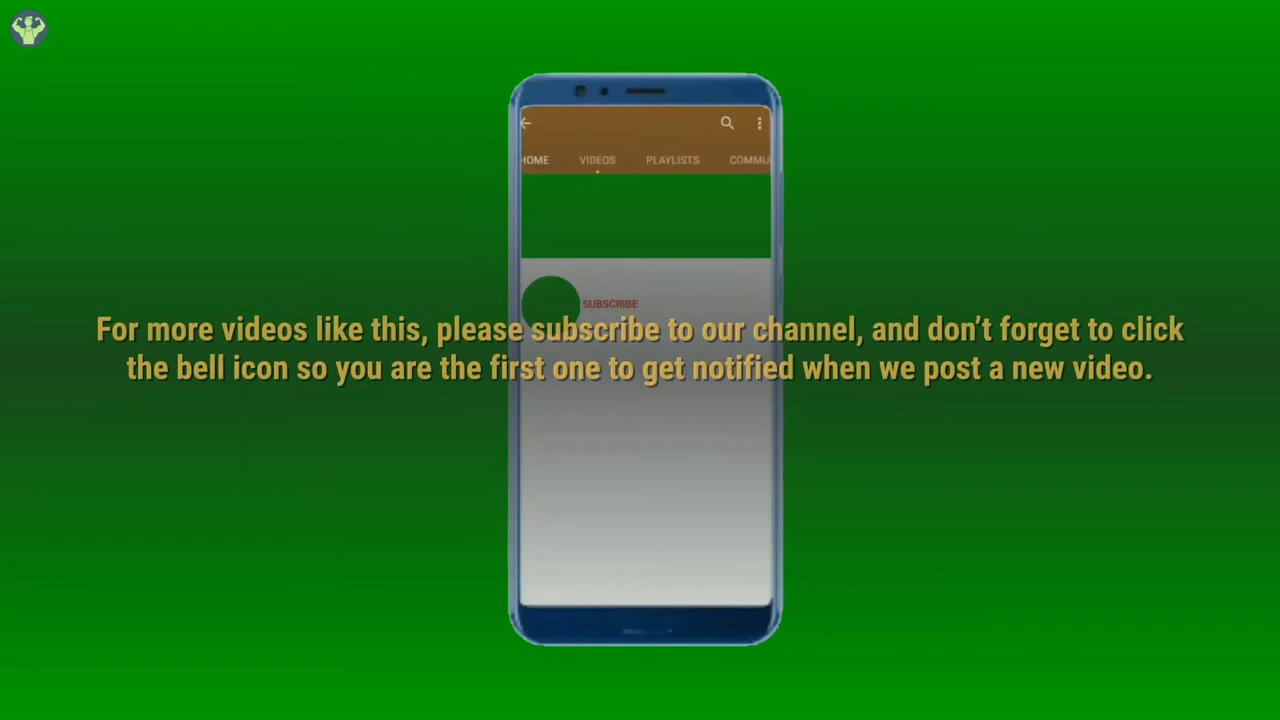 HOME VIDEOS PLAYLISTS COMMU
SUBSCRIBE
For more videos like this, please subscribe to our channel, and don’t forget to click
the bell icon so you are the first one to get notified when we post a new video.